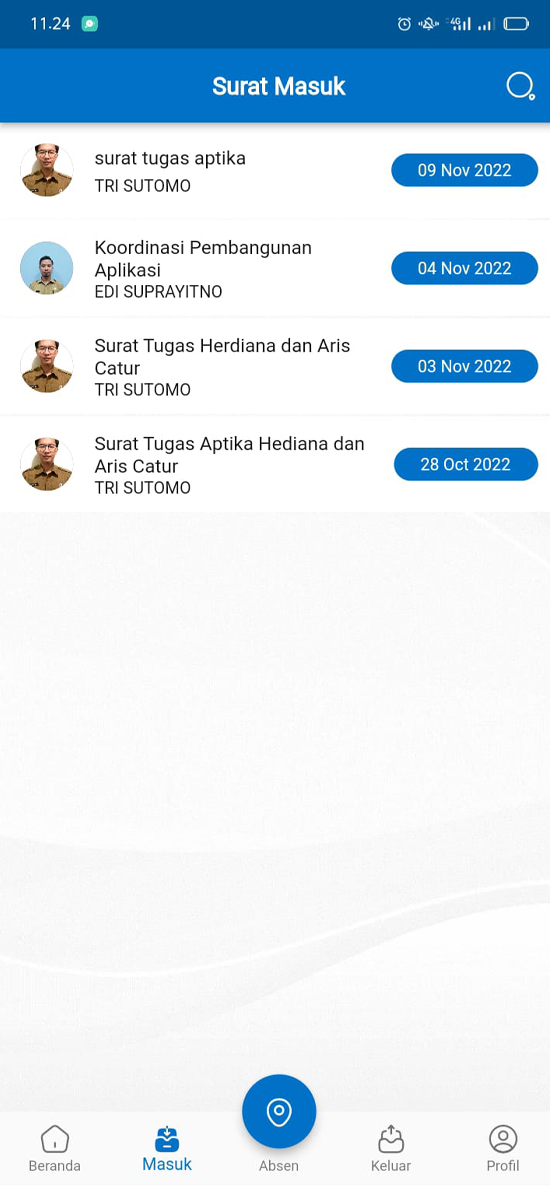 11.24
4G
Surat Masuk
surat tugas aptika
TRI SUTOMO
09 Nov 2022
Koordinasi Pembangunan
Aplikasi
EDI SUPRAYITNO
04 Nov 2022
Surat Tugas Herdiana dan Aris
Catur
TRI SUTOMO
03 Nov 2022
Surat Tugas Aptika Hediana dan
Aris Catur
TRI SUTOMO
28 Oct 2022
Beranda
Masuk
Absen
Keluar
Profil